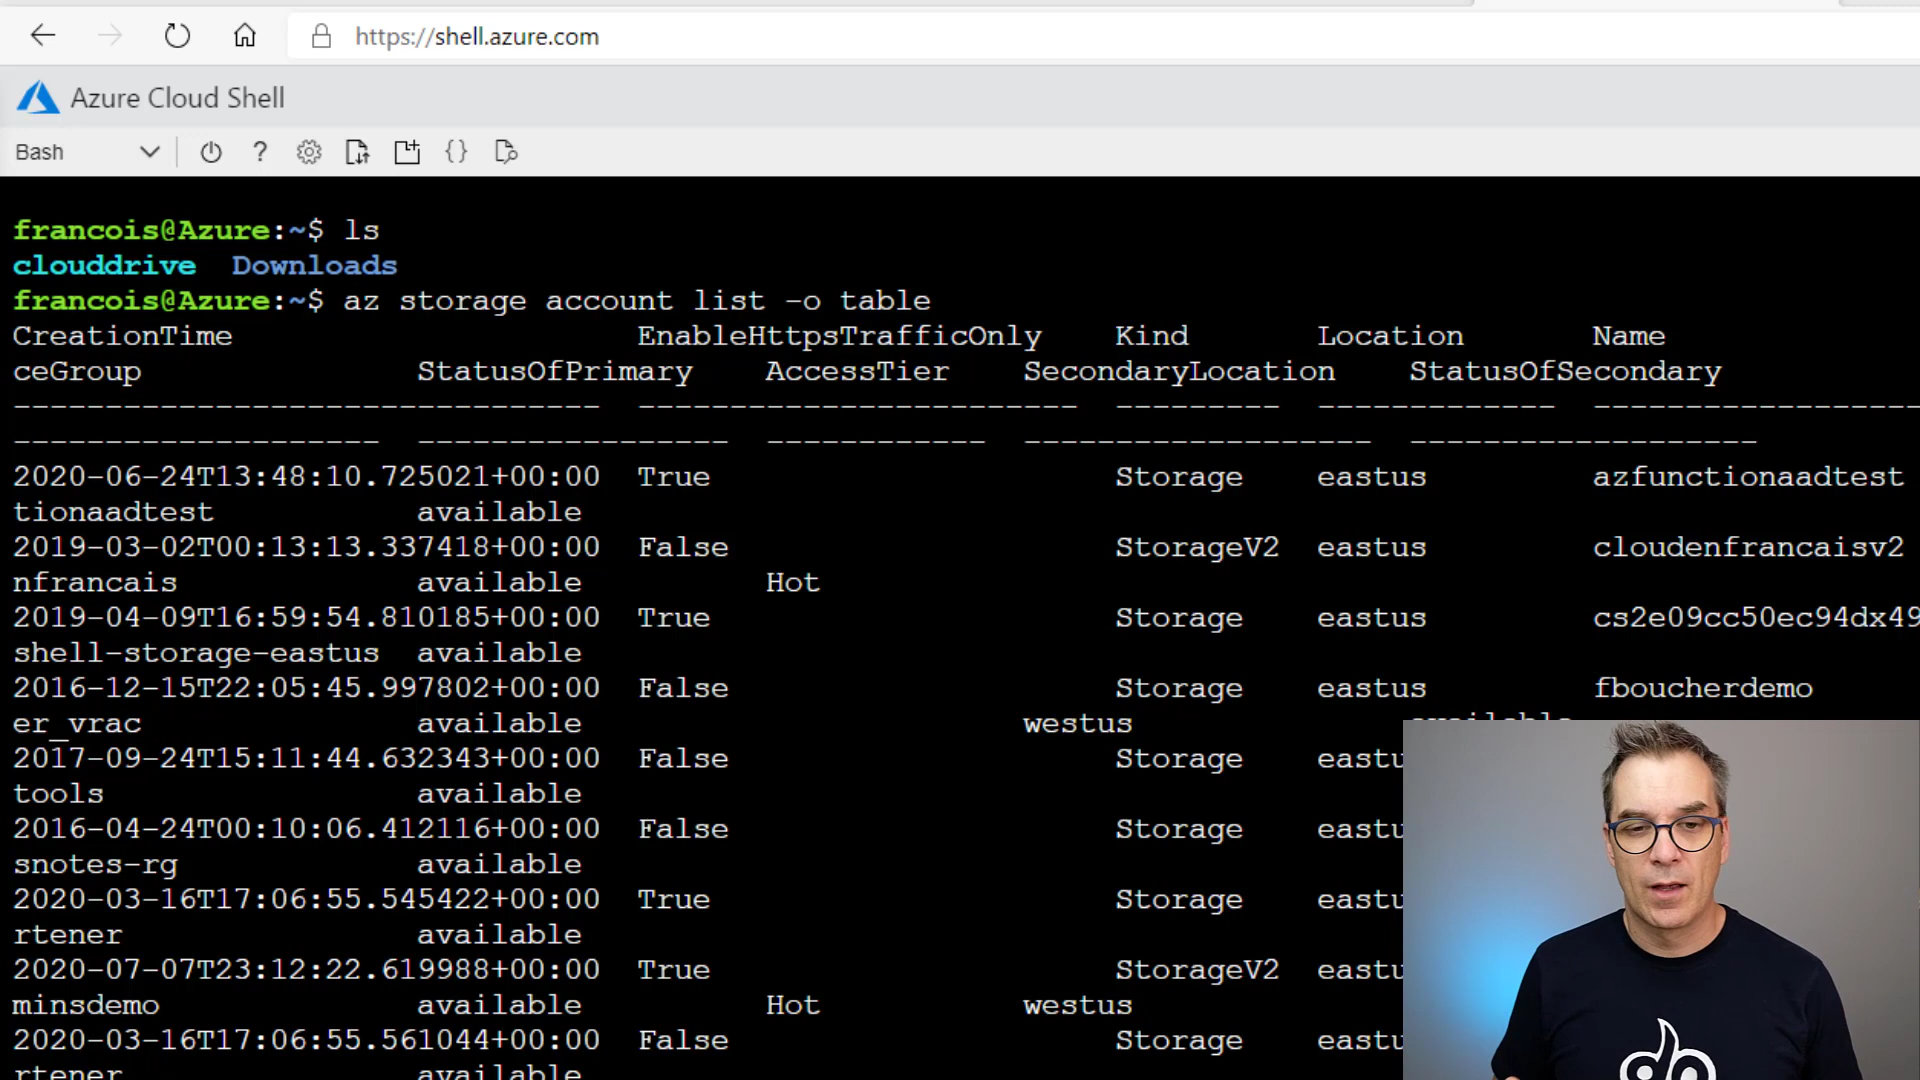 https://shell.azure.com
Azure Cloud Shell
Bash
francois@Azure:~$ ls
clouddrive Downloads
francois@Azure:~$ az storage account list -o table
CreationTime EnableHttpsTrafficOnly Kind Location Name
ceGroup StatusOfPrimary AccessTier SecondaryLocation StatusOfSecondary
-------------------------------- ------------------------ --------- ------------- ------------------
-------------------- ----------------- ------------ ------------------- -------------------
2020-06-24T13:48:10.725021+00:00 True Storage eastus azfunctionaadtest
tionaadtest available
2019-03-02T00:13:13.337418+00:00 False StorageV2 eastus cloudenfrancaisv2
nfrancais available Hot
2019-04-09T16:59:54.810185+00:00 True Storage eastus cs2e09cc50ec94dx49
shell-storage-eastus available
2016-12-15T22:05:45.997802+00:00 False Storage eastus fboucherdemo
er_vrac available westus
2017-09-24T15:11:44.632343+00:00 False Storage eastu
tools available
2016-04-24T00:10:06.412116+00:00 False Storage eastu
snotes-rg available
2020-03-16T17:06:55.545422+00:00 True Storage eastu
rtener available
2020-07-07T23:12:22.619988+00:00 True StorageV2 eastu
minsdemo available Hot westus
2020-03-16T17:06:55.561044+00:00 False Storage eastu
rtener available